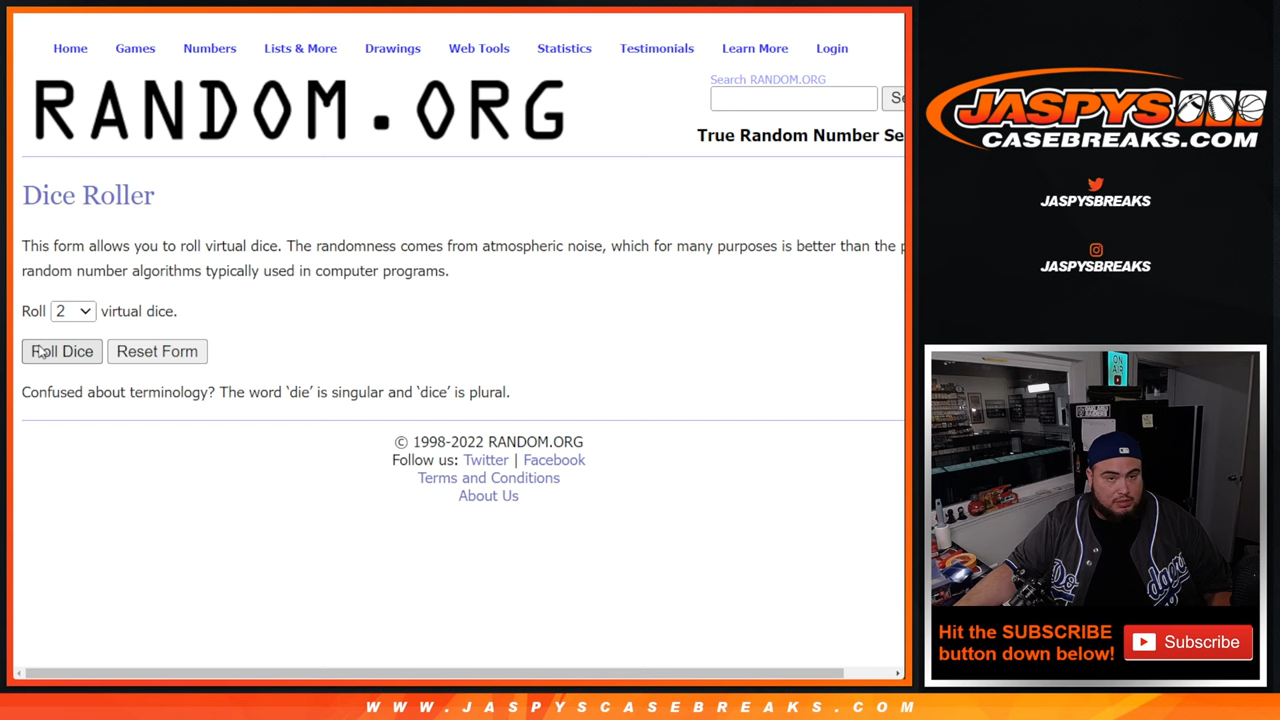 Home Games Numbers Lists & More Drawings Web Tools Statistics Testimonials Learn More Login
RANDOM.ORG
Search RANDOM.ORG
Se
True Random Number Se
Dice Roller
This form allows you to roll virtual dice. The randomness comes from atmospheric noise, which for many purposes is better than the p
random number algorithms typically used in computer programs.
Roll 2 virtual dice.
Roll Dice Reset Form
Confused about terminology? The word ‘die’ is singular and ‘dice’ is plural.
© 1998-2022 RANDOM.ORG
Follow us: Twitter | Facebook
Terms and Conditions
About Us
JASPYS
CASEBREAKS.COM
JASPYSBREAKS
JASPYSBREAKS
ON
AIR
Hit the SUBSCRIBE
button down below!
Subscribe
WWW.JASPYSCASEBREAKS.COM